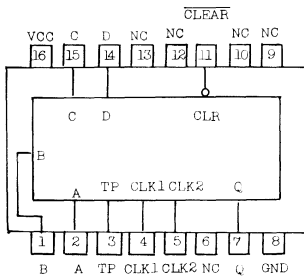 CLEAR
VCC C D NC NC NC NC
16 15 14 13 12 11 10 9
C D CLR
B
A TP CLK1 CLK2 Q
1 2 3 4 5 6 7 8
B A TP CLK1 CLK2 NC Q GND